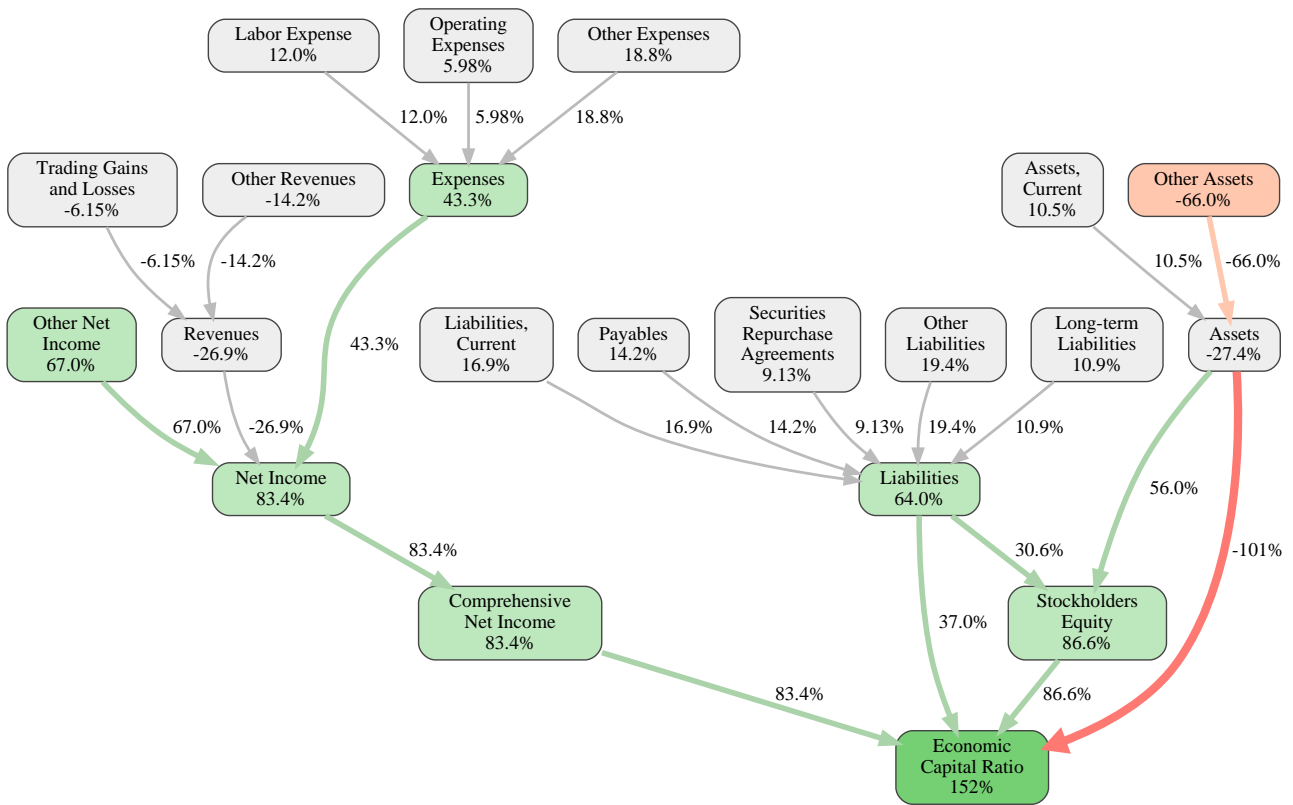 Labor Expense
12.0%
Operating
Expenses
5.98%
Other Expenses
18.8%
12.0%
5.98%
18.8%
Trading Gains
and Losses
-6.15%
Other Revenues
-14.2%
Expenses
43.3%
Assets,
Current
10.5%
Other Assets
-66.0%
-6.15%
-14.2%
10.5%
-66.0%
Other Net
Income
67.0%
Revenues
-26.9%
43.3%
Liabilities,
Current
16.9%
Payables
14.2%
Securities
Repurchase
Agreements
9.13%
Other
Liabilities
19.4%
Long-term
Liabilities
10.9%
Assets
-27.4%
67.0%
-26.9%
16.9%
14.2%
9.13%
19.4%
10.9%
Net Income
83.4%
Liabilities
64.0%
56.0%
83.4%
30.6%
-101%
Comprehensive
Net Income
83.4%
37.0%
Stockholders
Equity
86.6%
83.4%
86.6%
Economic
Capital Ratio
152%